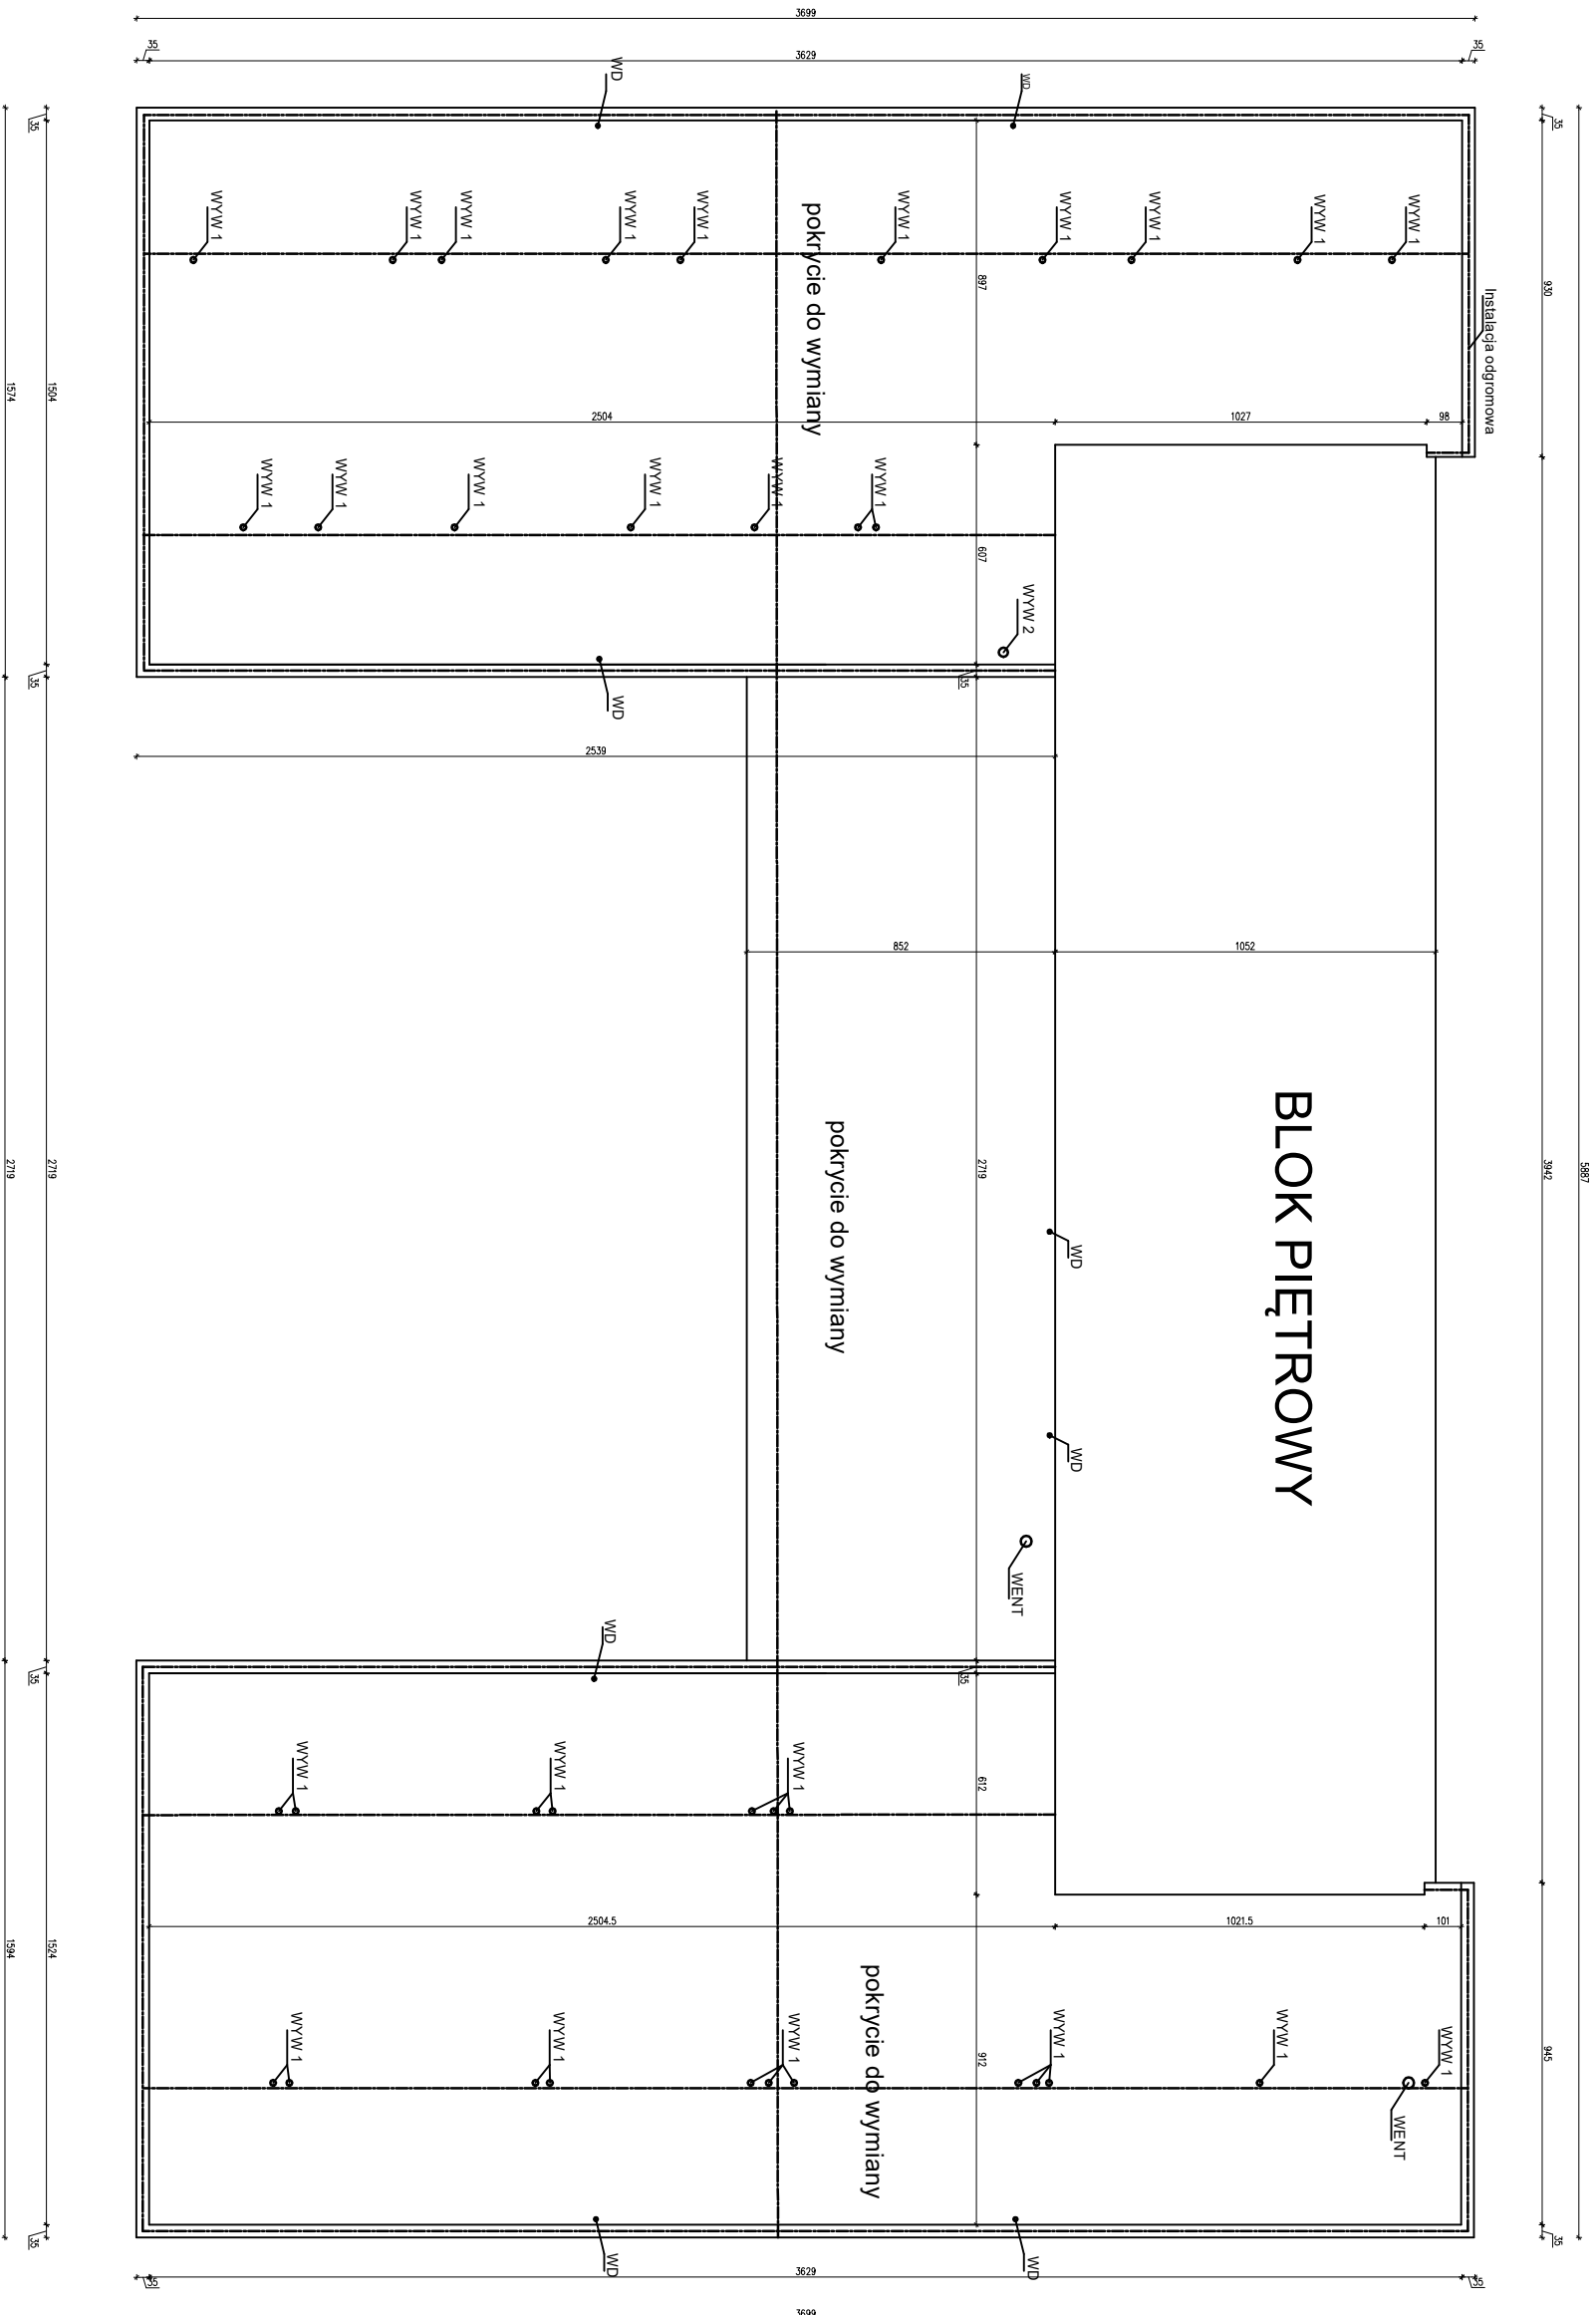 3699
35
3629
35
WD
WD
35
35
930
5887
WYW 1
WYW 1
WYW 1
WYW 1
WYW 1
WYW 1
WYW 1
WYW 1
WYW 1
WYW 1
pokrycie do wymiany
897
Instalacja odgromowa
1574
1504
2504
1027
98
WYW 1
WYW 1
WYW 1
WYW 1
WYW 1
WYW 1
607
WYW 2
35
35
WD
2539
852
1052
BLOK PIĘTROWY
2719
2719
pokrycie do wymiany
2719
3942
WD
WD
WENT
WD
35
35
WYW 1
WYW 1
WYW 1
612
2504.5
1021.5
101
1594
1524
pokrycie do wymiany
912
945
WYW 1
WYW 1
WYW 1
WYW 1
WYW 1
WYW 1
WENT
35
35
WD
WD
35
3629
35
3699